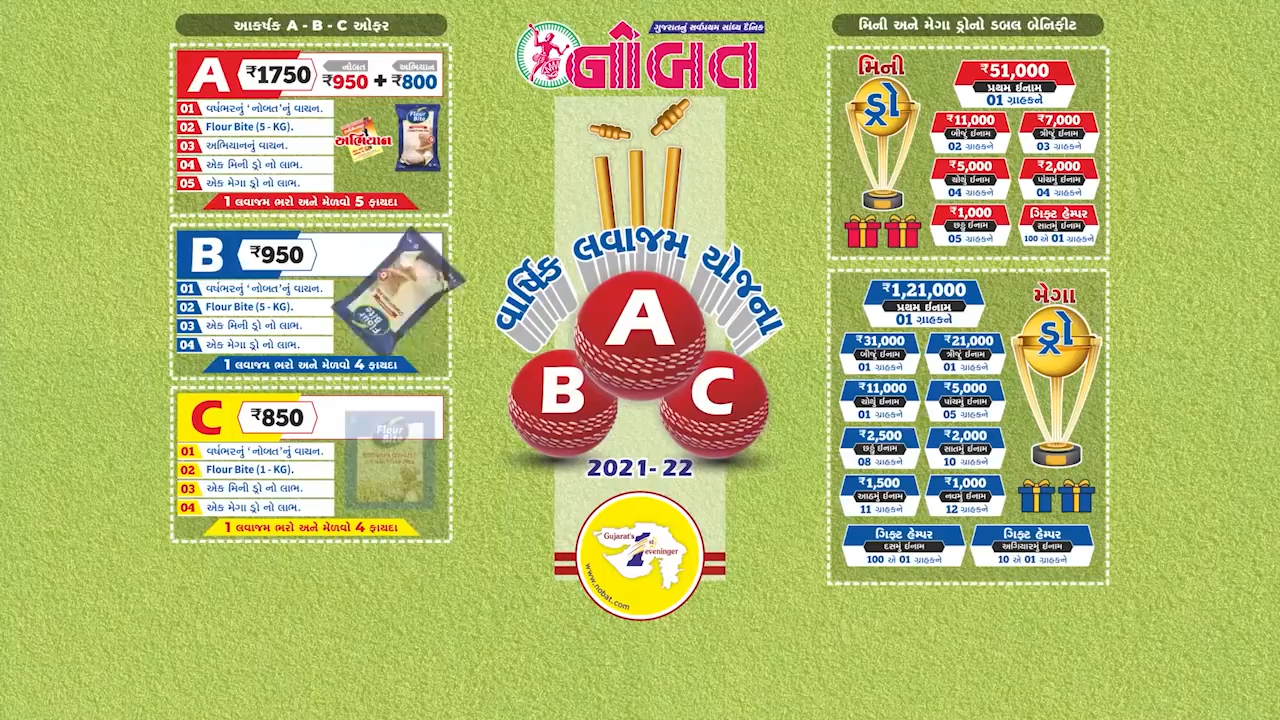 આકર્ષક A - B - C ઓફર
A ₹1750 નોબત ₹950 + અભિયાન ₹800
01 વર્ષભરનું ‘નોબત’નું વાચન.
02 Flour Bite (5 - KG).
03 અભિયાનનું વાચન.
04 એક મિની ડ્રો નો લાભ.
05 એક મેગા ડ્રો નો લાભ.
અભિયાન
Flour Bite
1 લવાજમ ભરો અને મેળવો 5 ફાયદા
B ₹950
01 વર્ષભરનું ‘નોબત’નું વાચન.
02 Flour Bite (5 - KG).
03 એક મિની ડ્રો નો લાભ.
04 એક મેગા ડ્રો નો લાભ.
Flour Bite
1 લવાજમ ભરો અને મેળવો 4 ફાયદા
C ₹850
01 વર્ષભરનું ‘નોબત’નું વાચન.
02 Flour Bite (1 - KG).
03 એક મિની ડ્રો નો લાભ.
04 એક મેગા ડ્રો નો લાભ.
Flour Bite
1 લવાજમ ભરો અને મેળવો 4 ફાયદા
ગુજરાતનું સર્વપ્રથમ સાંધ્ય દૈનિક
નોબત
વાર્ષિક લવાજમ યોજના
A
B C
2021- 22
Gujarat's 1st eveninger
www.nobat.com
મિની અને મેગા ડ્રોનો ડબલ બેનિફીટ
મિની
ડ્રો
₹51,000
પ્રથમ ઈનામ
01 ગ્રાહકને
₹11,000 ₹7,000
બીજું ઈનામ ત્રીજું ઈનામ
02 ગ્રાહકને 03 ગ્રાહકને
₹5,000 ₹2,000
ચોથું ઈનામ પાંચમું ઈનામ
04 ગ્રાહકને 04 ગ્રાહકને
₹1,000 ગિફ્ટ હેમ્પર
છઠ્ઠું ઈનામ સાતમું ઈનામ
05 ગ્રાહકને 100 એ 01 ગ્રાહકને
₹1,21,000
પ્રથમ ઈનામ
01 ગ્રાહકને
મેગા
ડ્રો
₹31,000 ₹21,000
બીજું ઈનામ ત્રીજું ઈનામ
01 ગ્રાહકને 01 ગ્રાહકને
₹11,000 ₹5,000
ચોથું ઈનામ પાંચમું ઈનામ
01 ગ્રાહકને 05 ગ્રાહકને
₹2,500 ₹2,000
છઠ્ઠું ઈનામ સાતમું ઈનામ
08 ગ્રાહકને 10 ગ્રાહકને
₹1,500 ₹1,000
આઠમું ઈનામ નવમું ઈનામ
11 ગ્રાહકને 12 ગ્રાહકને
ગિફ્ટ હેમ્પર ગિફ્ટ હેમ્પર
દસમું ઈનામ અગિયારમું ઈનામ
100 એ 01 ગ્રાહકને 10 એ 01 ગ્રાહકને